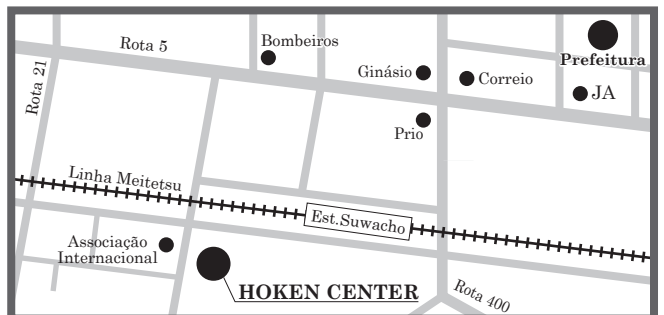 Rota 5
Bombeiros
Prefeitura
Ginásio
Correio
JA
Rota 21
Prio
Linha Meitetsu
Est.Suwacho
Associação
Internacional
HOKEN CENTER
Rota 400